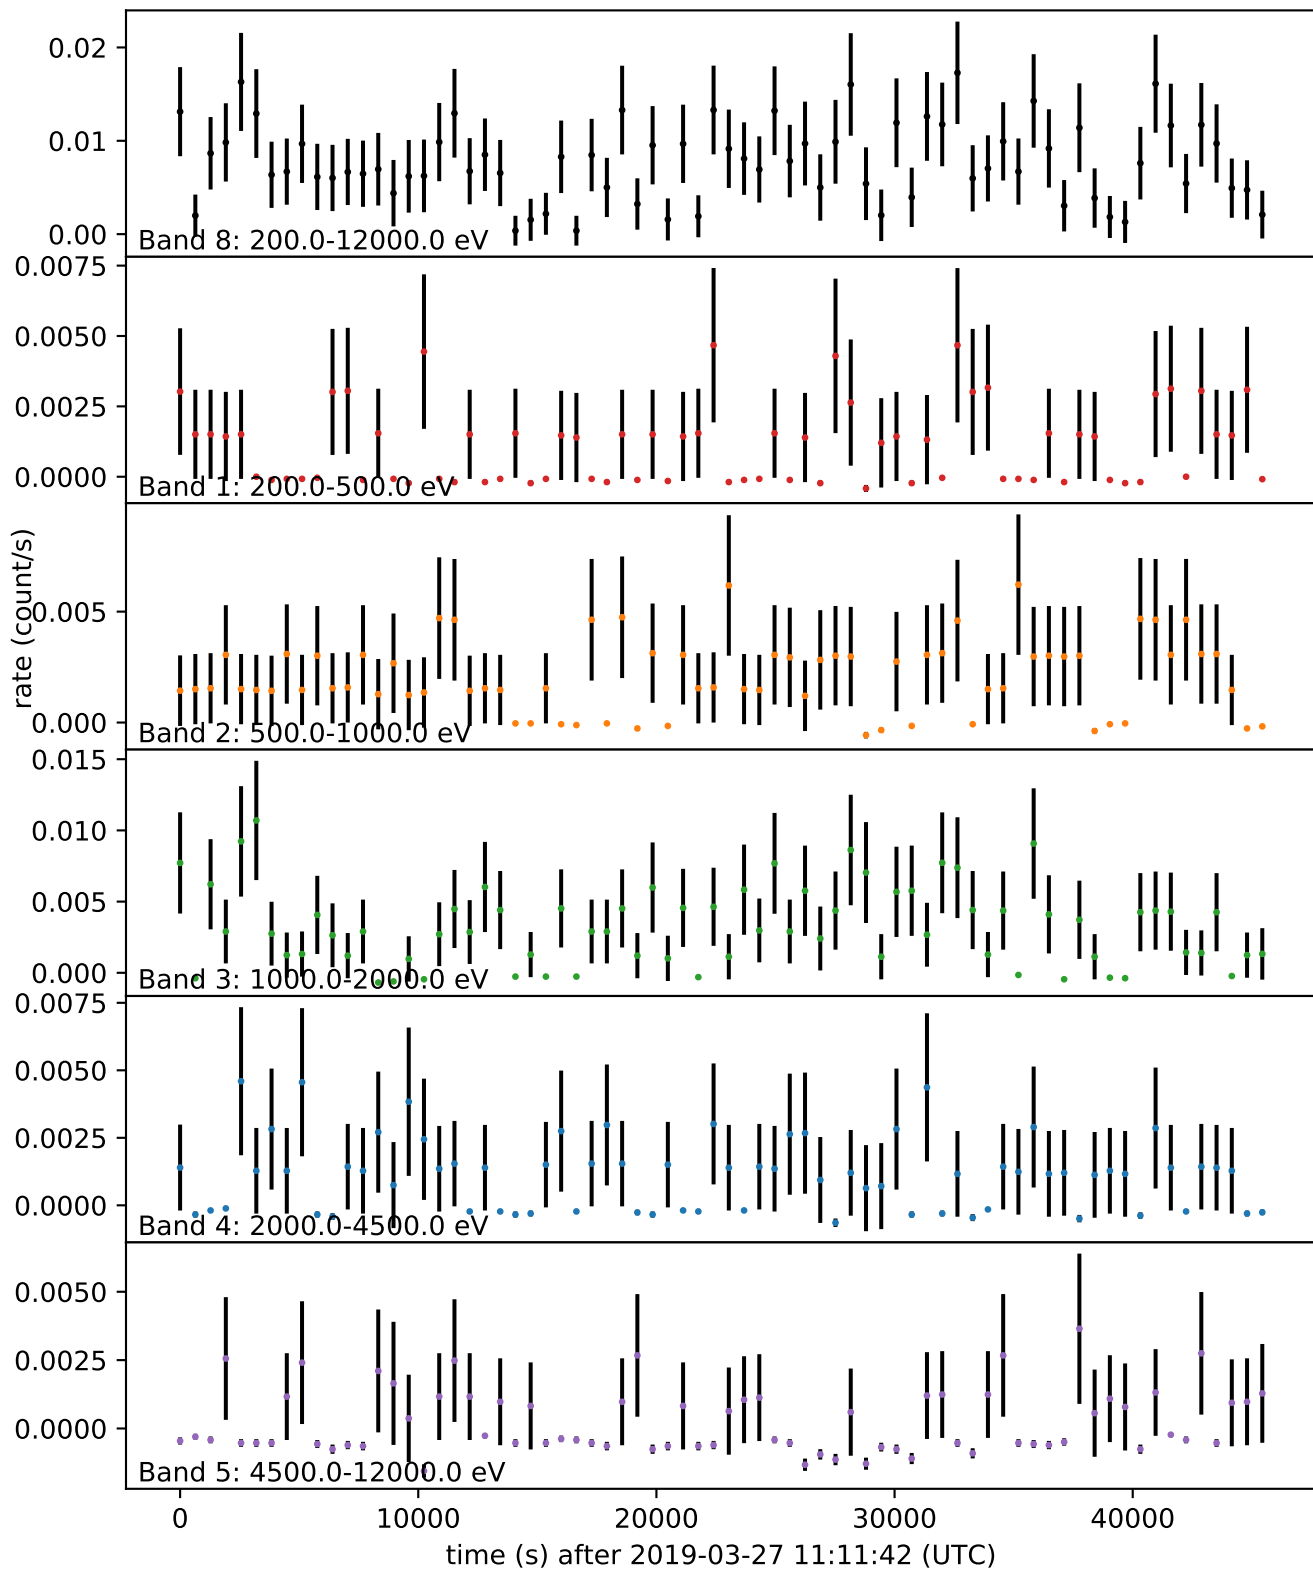 0.02
0.01
0.00
Band 8: 200.0-12000.0 eV
0.0075
0.0050
0.0025
0.0000
Band 1: 200.0-500.0 eV
rate (count/s)
0.005
0.000
Band 2: 500.0-1000.0 eV
0.015
0.010
0.005
0.000
Band 3: 1000.0-2000.0 eV
0.0075
0.0050
0.0025
0.0000
Band 4: 2000.0-4500.0 eV
0.0050
0.0025
0.0000
Band 5: 4500.0-12000.0 eV
0 10000 20000 30000 40000
time (s) after 2019-03-27 11:11:42 (UTC)